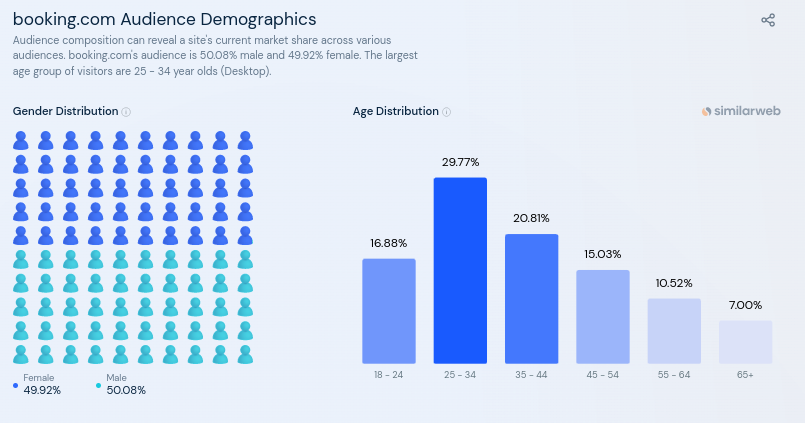 booking.com Audience Demographics
Audience composition can reveal a site's current market share across various
audiences. booking.com's audience is 50.08% male and 49.92% female. The largest
age group of visitors are 25 - 34 year olds (Desktop).
Gender Distribution
Age Distribution
similarweb
29.77%
20.81%
16.88%
15.03%
10.52%
7.00%
18 - 24
25 - 34
35 - 44
45 - 54
55 - 64
65+
Female
Male
49.92%
50.08%